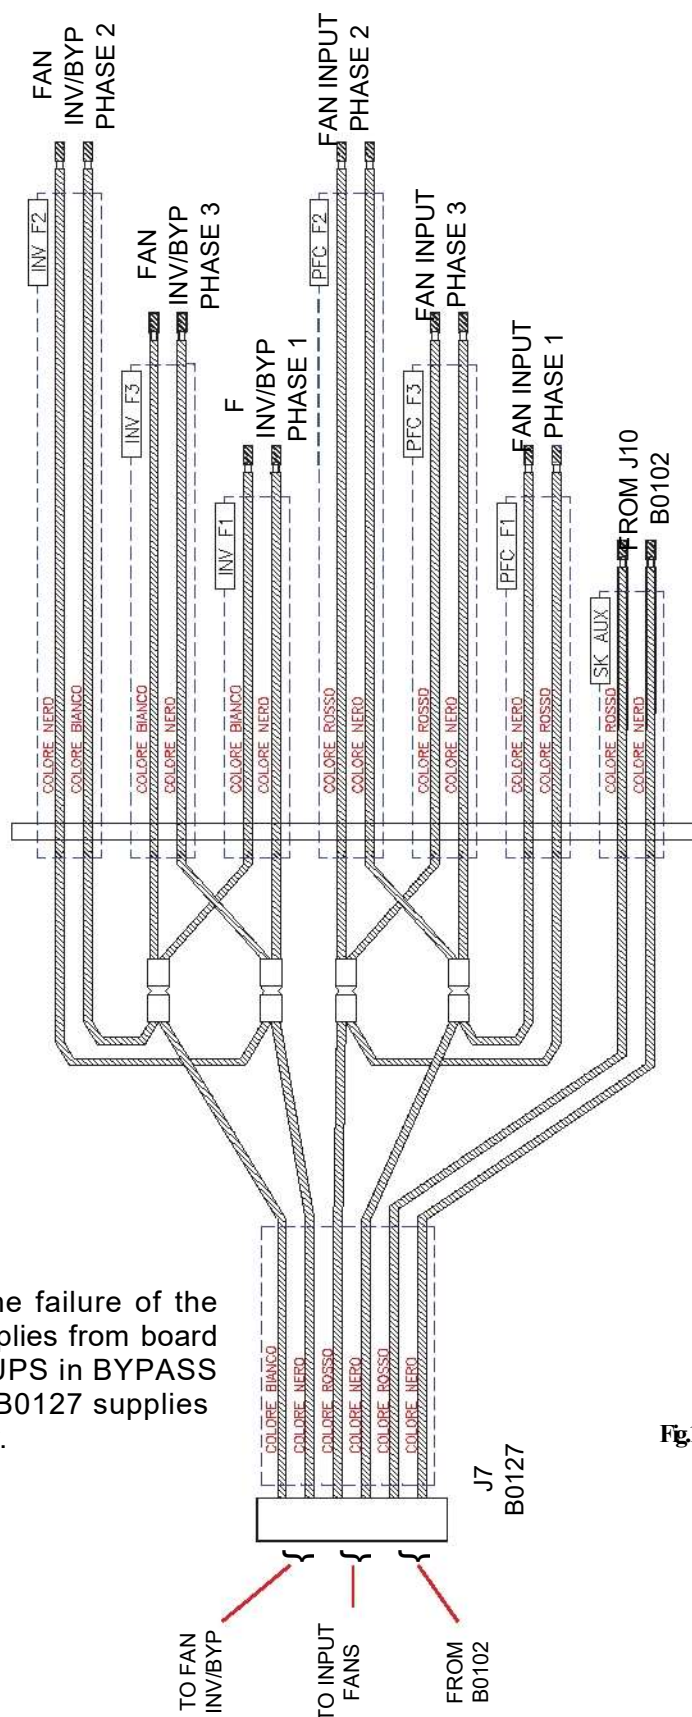 FAN
INV/BYP
PHASE 2
FAN INPUT
PHASE 2
INV F2
PFC F2
FAN
INV/BYP
PHASE 3
FAN INPUT
PHASE 3
INV F3
PFC F3
F
INV/BYP
PHASE 1
FAN INPUT
PHASE 1
INV F1
PFC F1
FROM J10
B0102
SK AUX
COLORE NERO
COLORE BIANCO
COLORE BIANCO
COLORE NERO
COLORE BIANCO
COLORE NERO
COLORE ROSSO
COLORE NERO
COLORE ROSSO
COLORE NERO
COLORE NERO
COLORE ROSSO
COLORE ROSSO
COLORE NERO
ne failure of the
plies from board
UPS in BYPASS
B0127 supplies
.
COLORE BIANCO
COLORE NERO
COLORE ROSSO
COLORE NERO
COLORE ROSSO
COLORE NERO
Fig.
J7
B0127
TO FAN
INV/BYP
TO INPUT
FANS
FROM
B0102